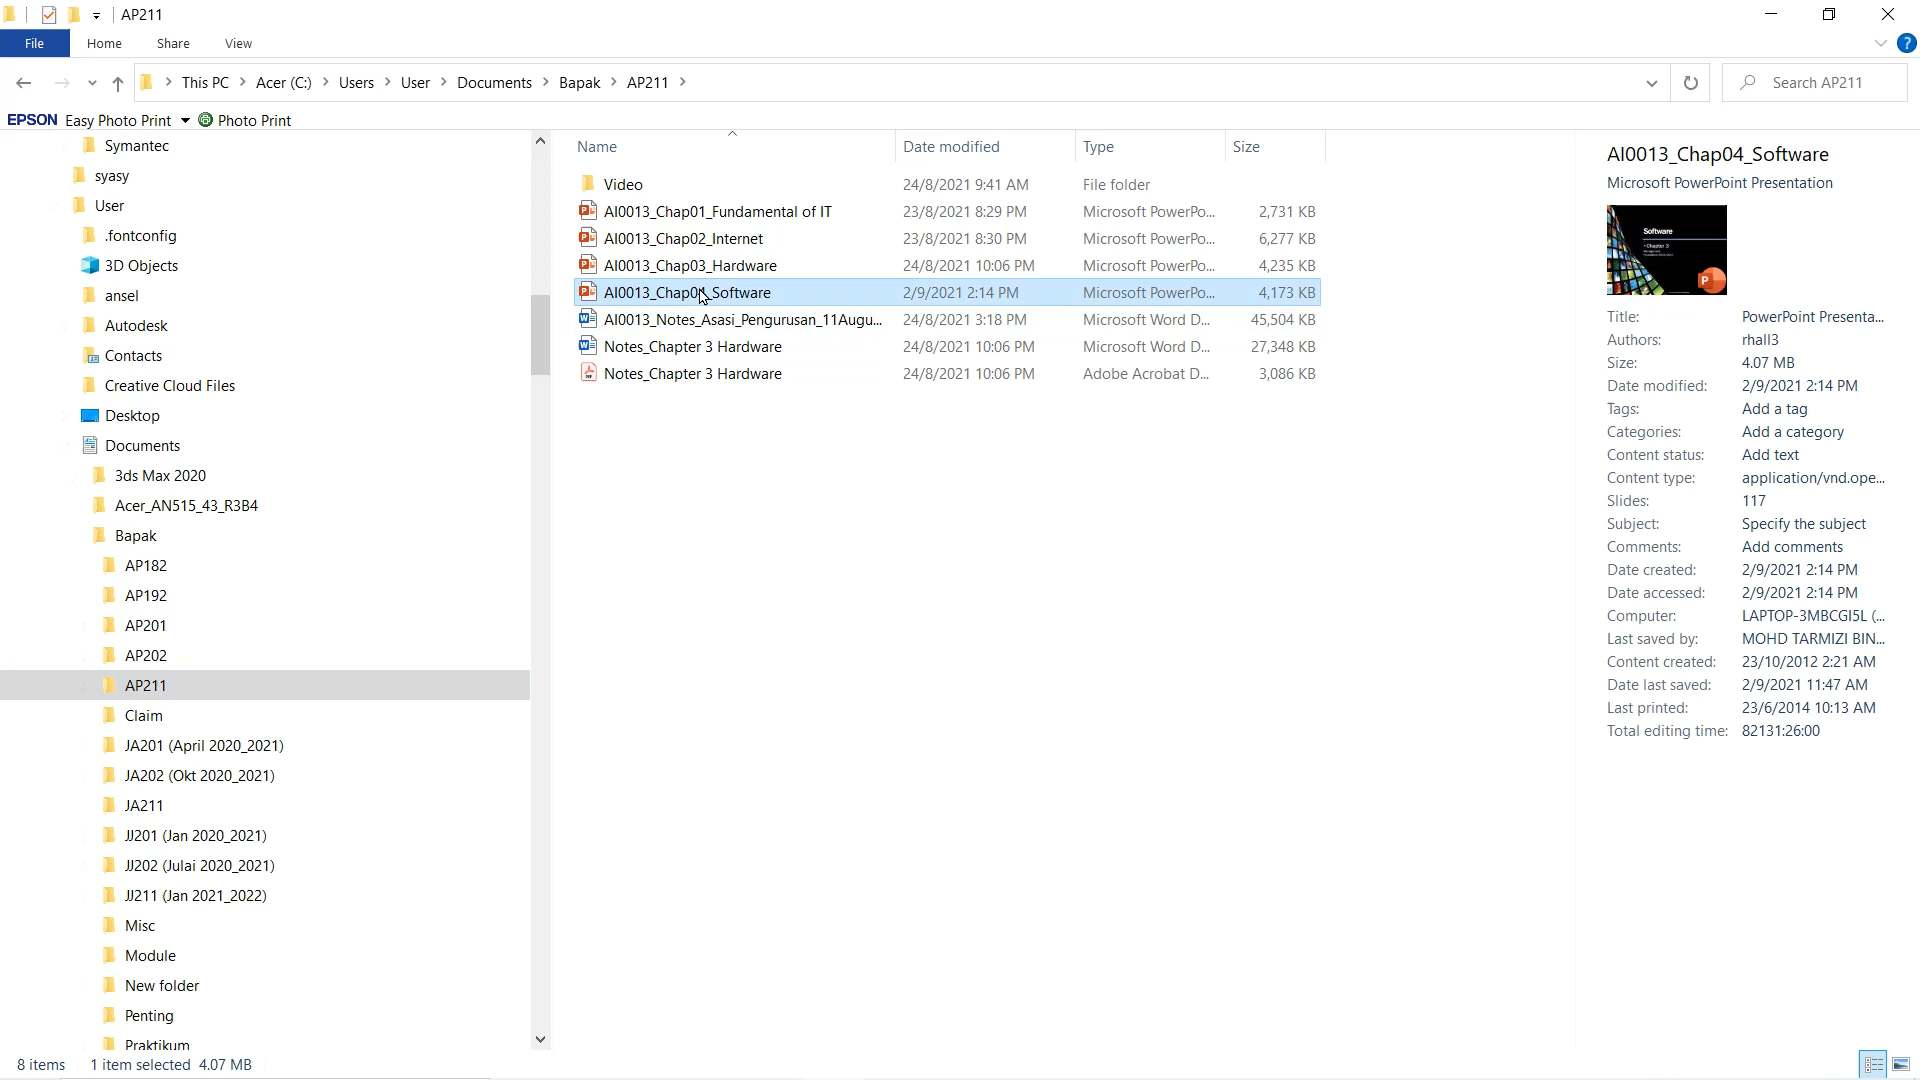 AP211
File Home Share View
This PC Acer (C:) Users User Documents Bapak AP211 Search AP211
EPSON Easy Photo Print Photo Print
Symantec
syasy
User
.fontconfig
3D Objects
ansel
Autodesk
Contacts
Creative Cloud Files
Desktop
Documents
3ds Max 2020
Acer_AN515_43_R3B4
Bapak
AP182
AP192
AP201
AP202
AP211
Claim
JA201 (April 2020_2021)
JA202 (Okt 2020_2021)
JA211
JJ201 (Jan 2020_2021)
JJ202 (Julai 2020_2021)
JJ211 (Jan 2021_2022)
Misc
Module
New folder
Penting
Praktikum
Name Date modified Type Size
Video 24/8/2021 9:41 AM File folder
AI0013_Chap01_Fundamental of IT 23/8/2021 8:29 PM Microsoft PowerPo... 2,731 KB
AI0013_Chap02_Internet 23/8/2021 8:30 PM Microsoft PowerPo... 6,277 KB
AI0013_Chap03_Hardware 24/8/2021 10:06 PM Microsoft PowerPo... 4,235 KB
AI0013_Chap04_Software 2/9/2021 2:14 PM Microsoft PowerPo... 4,173 KB
AI0013_Notes_Asasi_Pengurusan_11Augu... 24/8/2021 3:18 PM Microsoft Word D... 45,504 KB
Notes_Chapter 3 Hardware 24/8/2021 10:06 PM Microsoft Word D... 27,348 KB
Notes_Chapter 3 Hardware 24/8/2021 10:06 PM Adobe Acrobat D... 3,086 KB
AI0013_Chap04_Software
Microsoft PowerPoint Presentation
Software
Chapter 3
Title: PowerPoint Presenta...
Authors: rhall3
Size: 4.07 MB
Date modified: 2/9/2021 2:14 PM
Tags: Add a tag
Categories: Add a category
Content status: Add text
Content type: application/vnd.ope...
Slides: 117
Subject: Specify the subject
Comments: Add comments
Date created: 2/9/2021 2:14 PM
Date accessed: 2/9/2021 2:14 PM
Computer: LAPTOP-3MBCGI5L (...
Last saved by: MOHD TARMIZI BIN...
Content created: 23/10/2012 2:21 AM
Date last saved: 2/9/2021 11:47 AM
Last printed: 23/6/2014 10:13 AM
Total editing time: 82131:26:00
8 items 1 item selected 4.07 MB